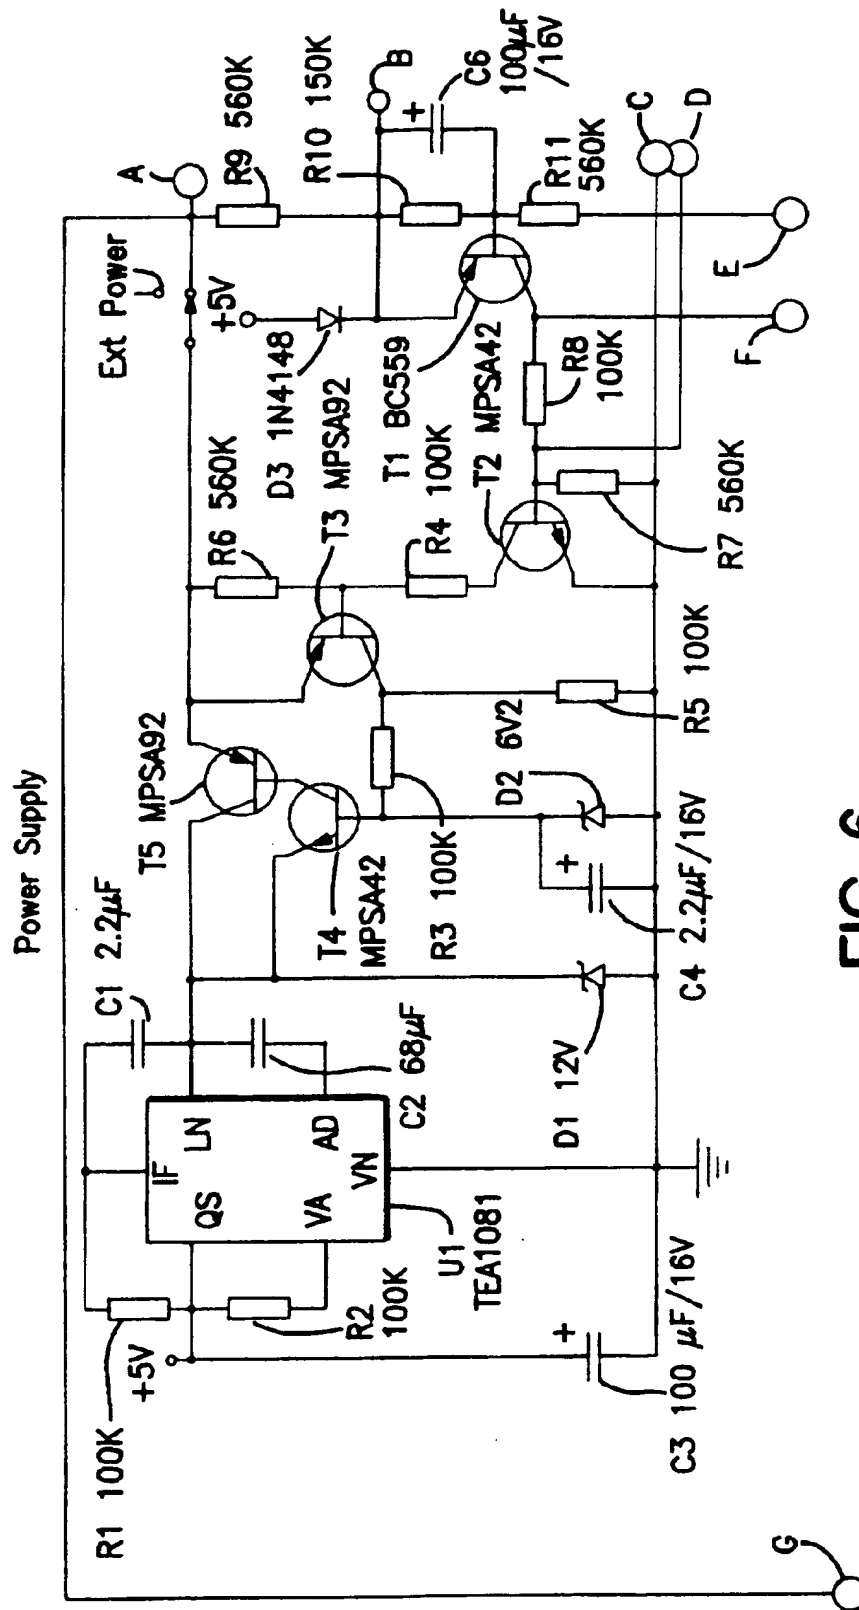 Power Supply
R1 100K
+5V
R2
100K
C3 100 µF/16V
G
IF
QS
LN
VA
AD
VN
U1
TEA1081
C1 2.2µF
C2 68µF
D1 12V
T5 MPSA92
T4
MPSA42
R3 100K
C4 2.2µF/16V
D2 6V2
R5 100K
R6 560K
T3 MPSA92
R4 100K
T2 MPSA42
R7 560K
Ext Power
+5V
D3 1N4148
T1 BC559
R8
100K
A
R9 560K
R10 150K
B
C6
100µF
/16V
R11
560K
C
D
E
F